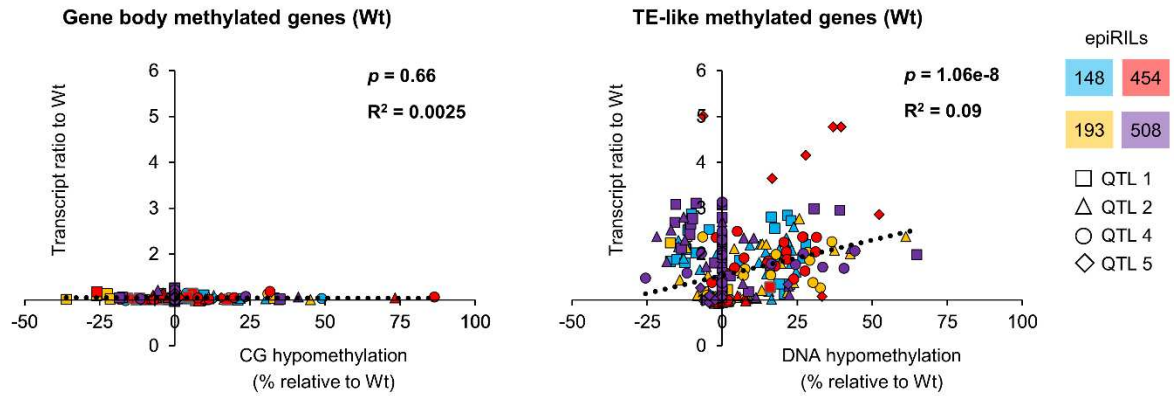 Gene body methylated genes (Wt)
Transcript ratio to Wt
6
5
4
3
2
1
0
p = 0.66
R² = 0.0025
-50
-25
0
25
50
75
100
CG hypomethylation
(% relative to Wt)
TE-like methylated genes (Wt)
Transcript ratio to Wt
6
5
4
3
2
1
0
p = 1.06e-8
R² = 0.09
-50
-25
0
25
50
75
100
DNA hypomethylation
(% relative to Wt)
epiRILs
148
454
193
508
QTL 1
QTL 2
QTL 4
QTL 5